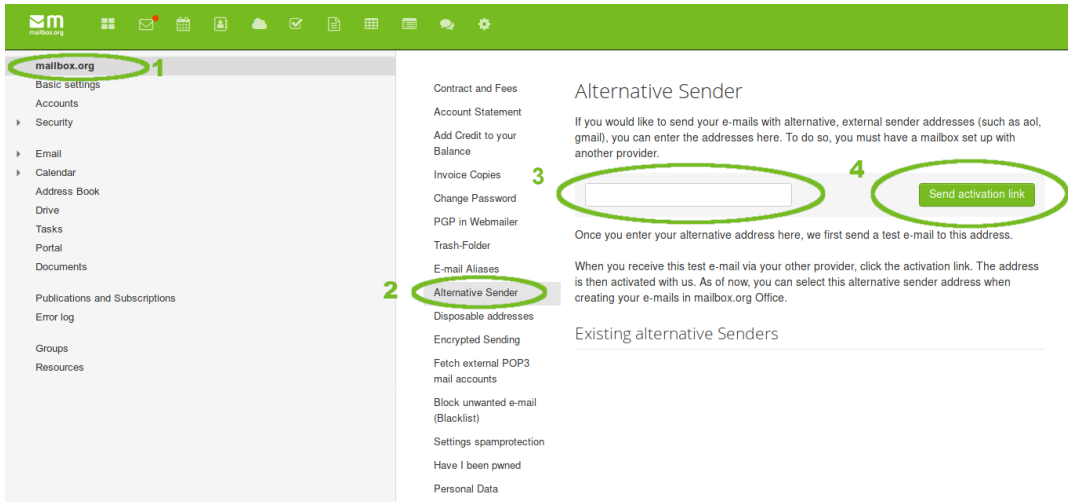 mailbox.org
mailbox.org
1
Basic settings
Accounts
Security
Email
Calendar
Address Book
Drive
Tasks
Portal
Documents
Publications and Subscriptions
Error log
Groups
Resources
Contract and Fees
Account Statement
Add Credit to your
Balance
Invoice Copies
Change Password
PGP in Webmailer
Trash-Folder
E-mail Aliases
2
Alternative Sender
Disposable addresses
Encrypted Sending
Fetch external POP3
mail accounts
Block unwanted e-mail
(Blacklist)
Settings spamprotection
Have I been pwned
Personal Data
Alternative Sender
If you would like to send your e-mails with alternative, external sender addresses (such as aol,
gmail), you can enter the addresses here. To do so, you must have a mailbox set up with
another provider.
3
4
Send activation link
Once you enter your alternative address here, we first send a test e-mail to this address.
When you receive this test e-mail via your other provider, click the activation link. The address
is then activated with us. As of now, you can select this alternative sender address when
creating your e-mails in mailbox.org Office.
Existing alternative Senders